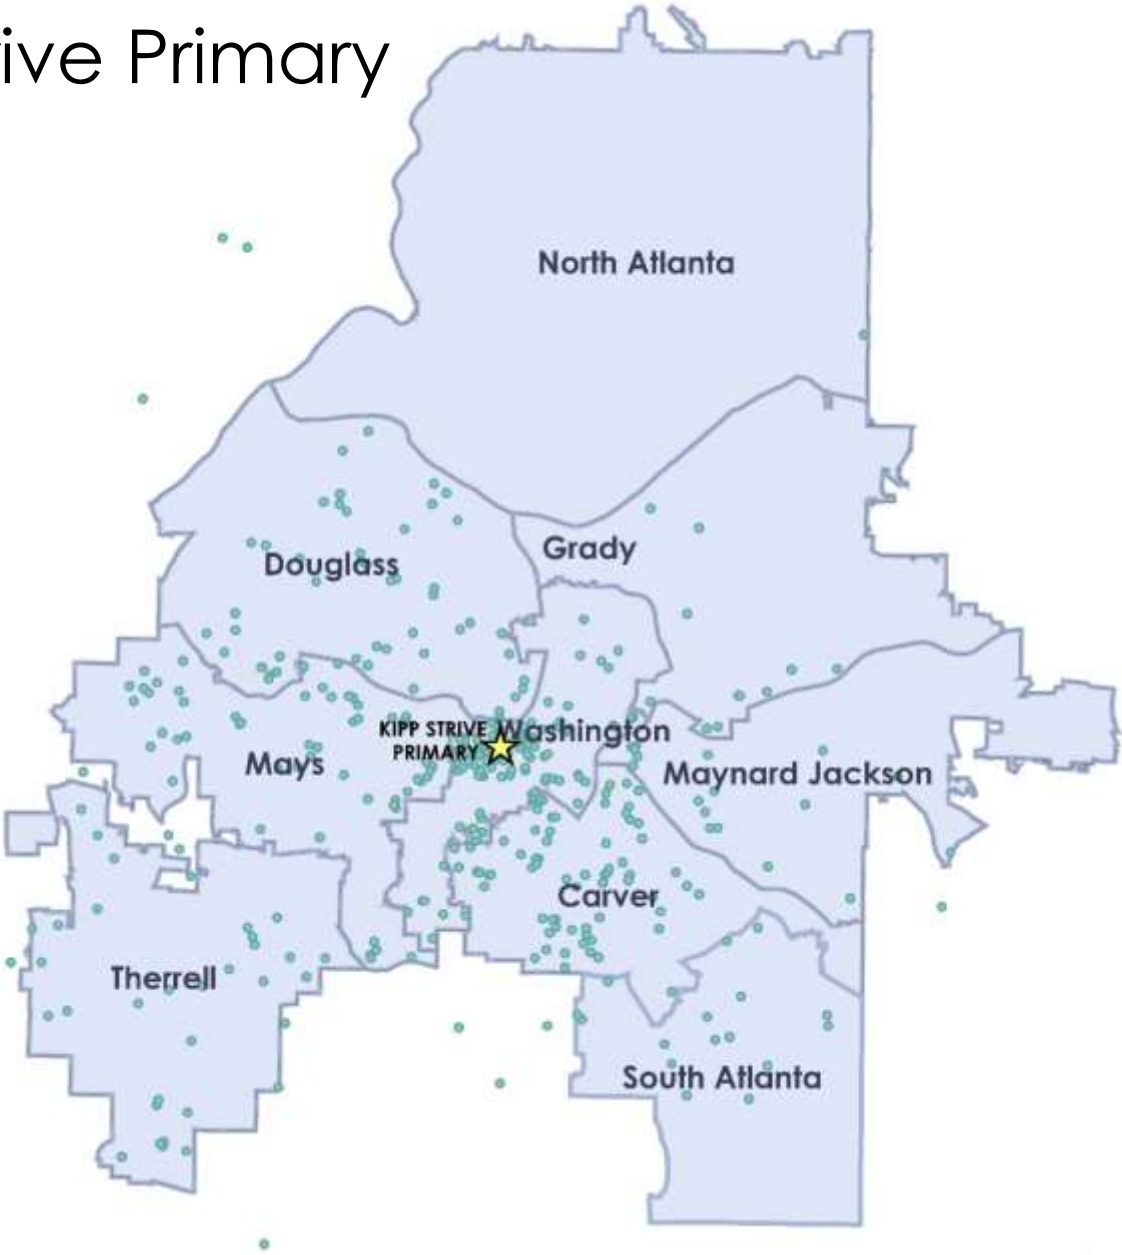 ive Primary
North Atlanta
Grady
Douglass
KIPP STRIVE
PRIMARY
Washington
Mays
Maynard Jackson
Carver
Therrell
South Atlanta